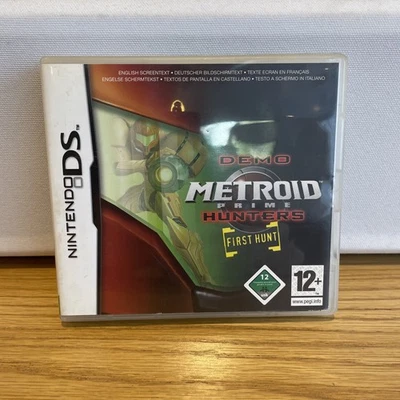 ENGLISH SCREENTEXT • DEUTSCHER BILDSCHIRMTEXT • TEXTE ECRAN EN FRANÇAIS
ENGELSE SCHERMTEKST • TEXTOS DE PANTALLA EN CASTELLANO • TESTO A SCHERMO IN ITALIANO
NINTENDO DS™
DEMO
METROID
PRIME
HUNTERS
FIRST HUNT
12
12+
www.pegi.info